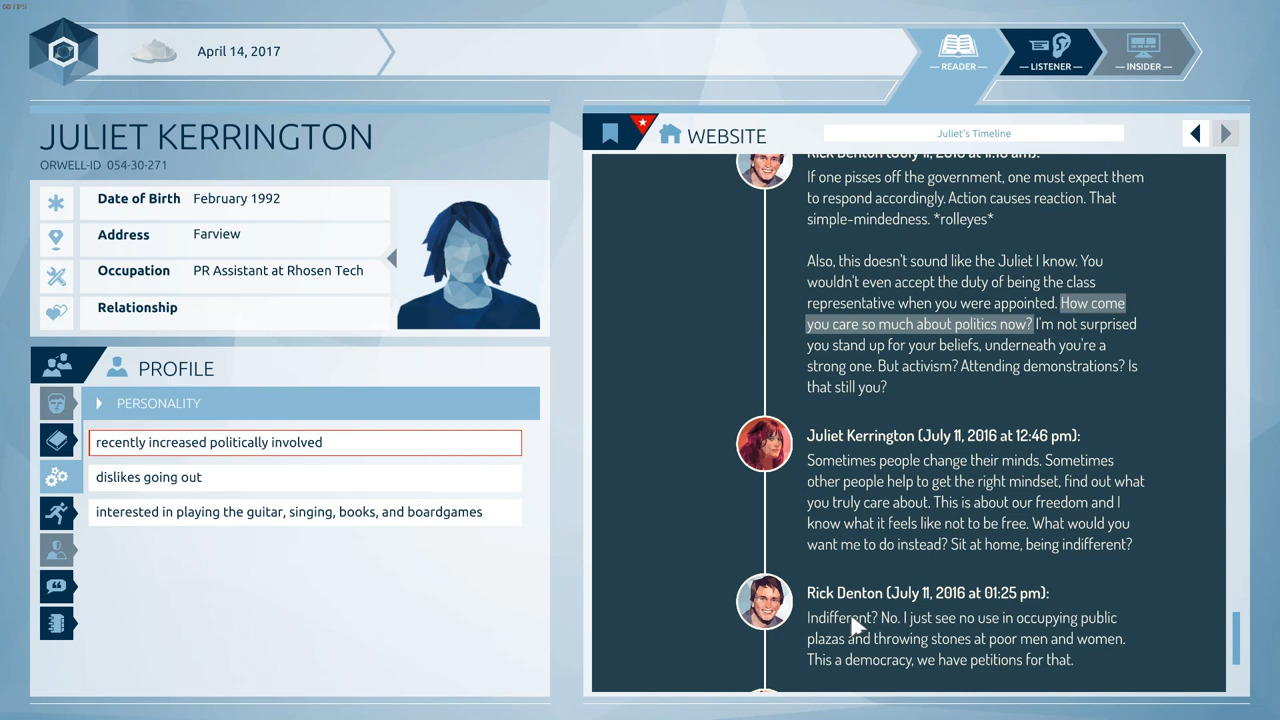 60 FPS
April 14, 2017
— READER —
— LISTENER —
— INSIDER —
JULIET KERRINGTON
ORWELL-ID 054-30-271
Date of Birth February 1992
Address Farview
Occupation PR Assistant at Rhosen Tech
Relationship
PROFILE
PERSONALITY
recently increased politically involved
dislikes going out
interested in playing the guitar, singing, books, and boardgames
WEBSITE
Juliet's Timeline
Rick Denton (July 11, 2016 at 11:18 am):
If one pisses off the government, one must expect them
to respond accordingly. Action causes reaction. That
simple-mindedness. *rolleyes*
Also, this doesn't sound like the Juliet I know. You
wouldn't even accept the duty of being the class
representative when you were appointed. How come
you care so much about politics now? I'm not surprised
you stand up for your beliefs, underneath you're a
strong one. But activism? Attending demonstrations? Is
that still you?
Juliet Kerrington (July 11, 2016 at 12:46 pm):
Sometimes people change their minds. Sometimes
other people help to get the right mindset, find out what
you truly care about. This is about our freedom and I
know what it feels like not to be free. What would you
want me to do instead? Sit at home, being indifferent?
Rick Denton (July 11, 2016 at 01:25 pm):
Indifferent? No. I just see no use in occupying public
plazas and throwing stones at poor men and women.
This a democracy, we have petitions for that.